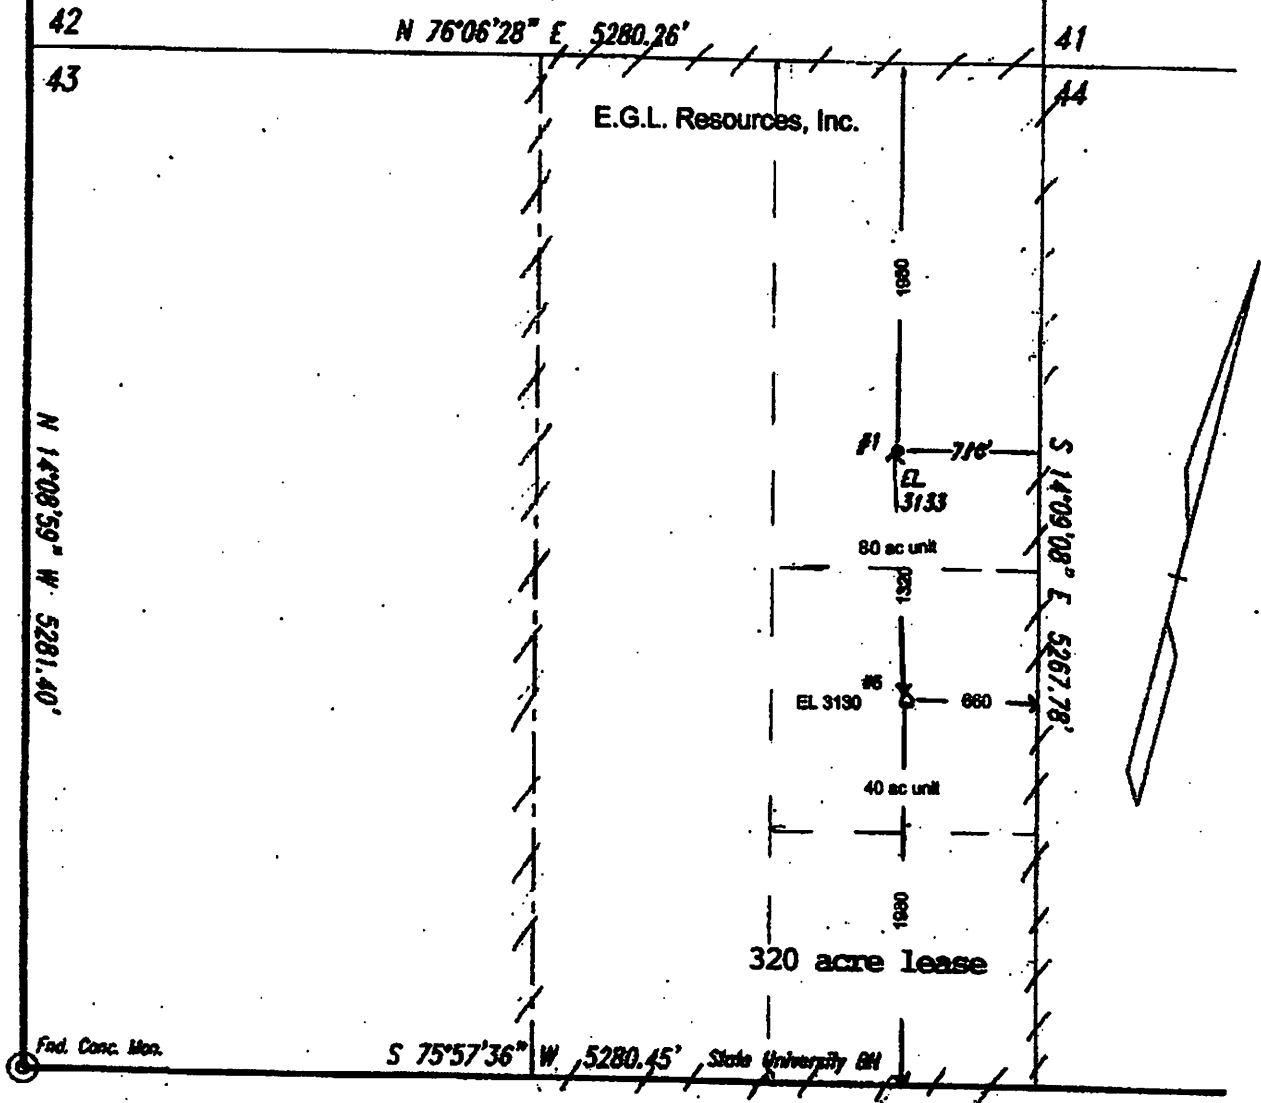 42
N 76°06'28" E 5280.26'
41
43
44
E.G.L. Resources, Inc.
1980
#1
716'
EL
3133
N 14°08'59" W 5281.40'
S 14°09'08" E 5267.78'
80 ac unit
1320
#6
EL 3130
660
40 ac unit
1980
320 acre lease
Fnd. Conc. Mon.
S 75°57'36" W 5280.45'
State University